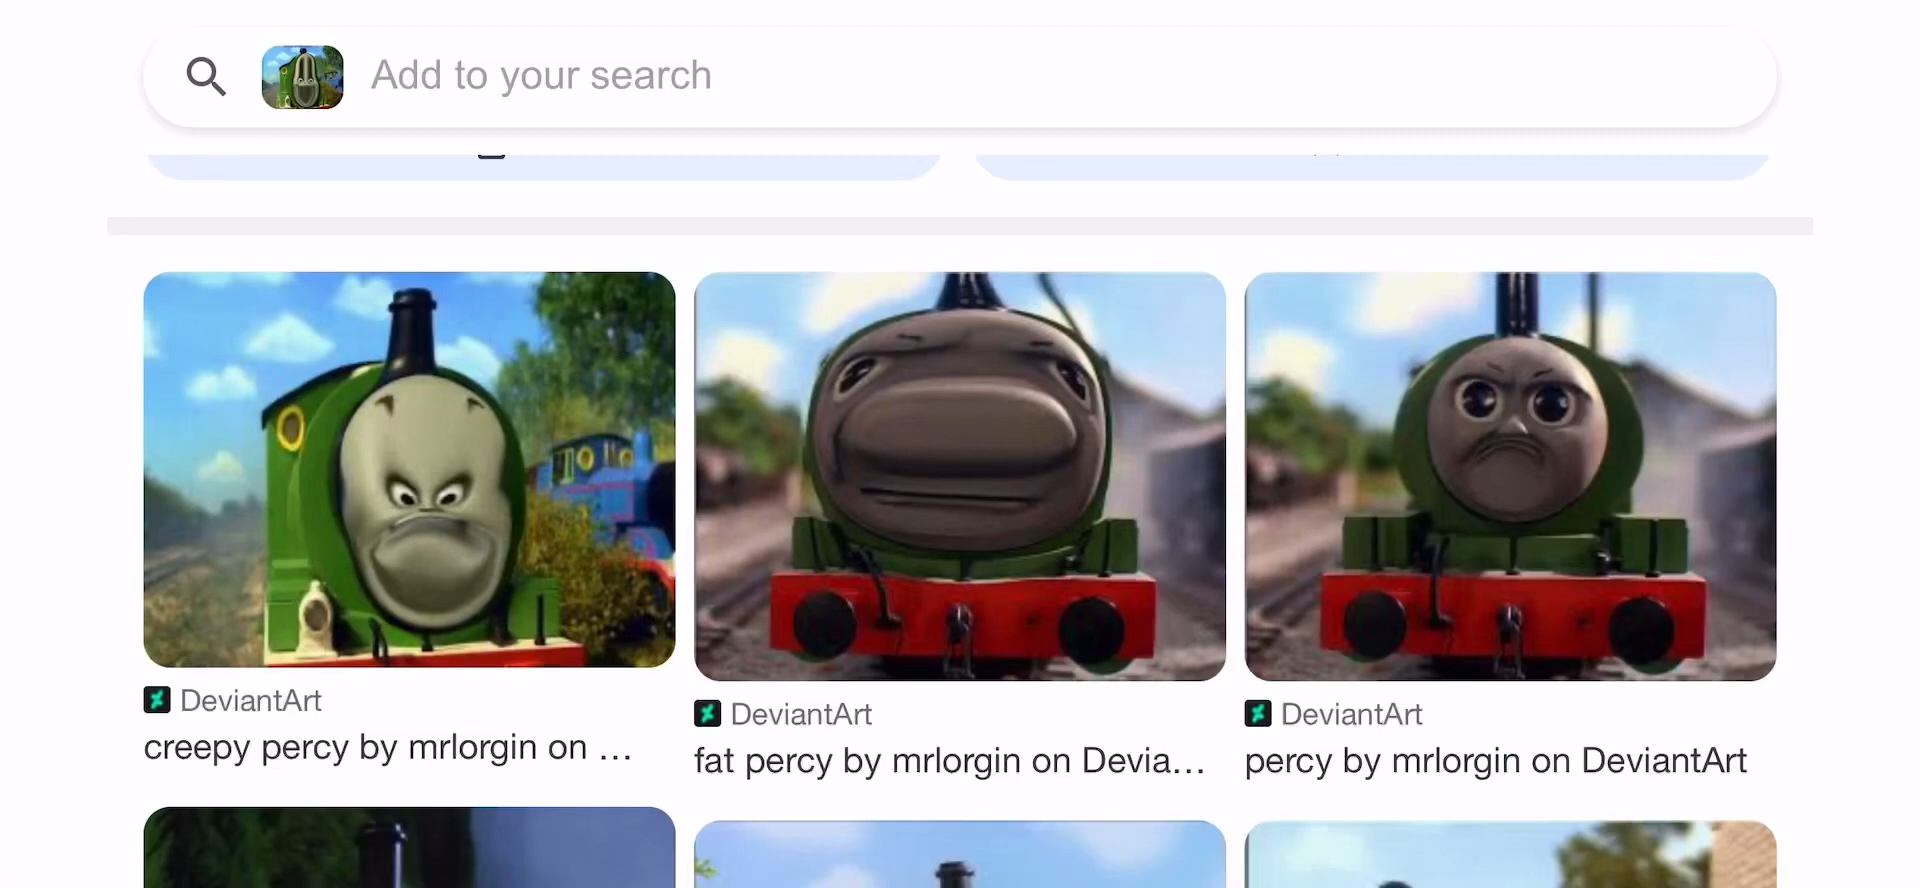 Add to your search
DeviantArt
creepy percy by mrlorgin on ...
DeviantArt
fat percy by mrlorgin on Devia...
DeviantArt
percy by mrlorgin on DeviantArt